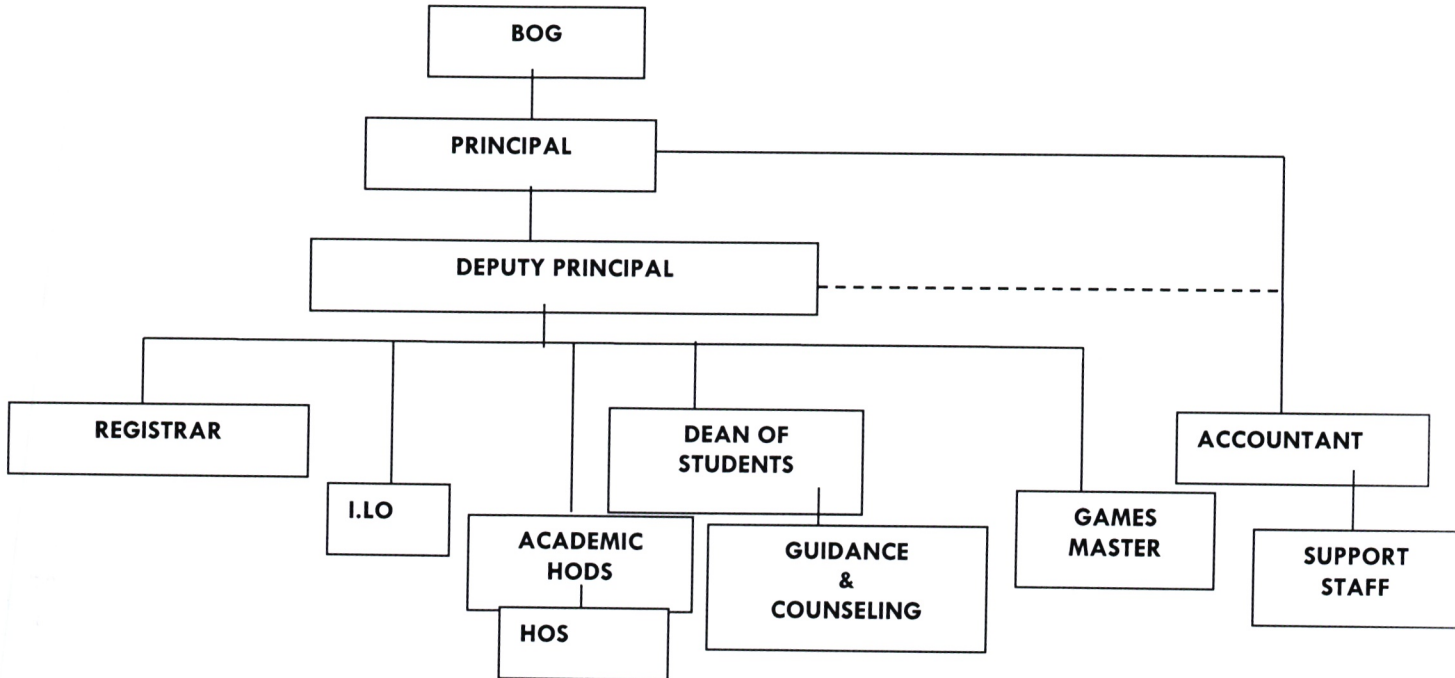 BOG
PRINCIPAL
DEPUTY PRINCIPAL
REGISTRAR
I.LO
ACADEMIC
HODS
HOS
DEAN OF
STUDENTS
GUIDANCE
&
COUNSELING
GAMES
MASTER
ACCOUNTANT
SUPPORT
STAFF